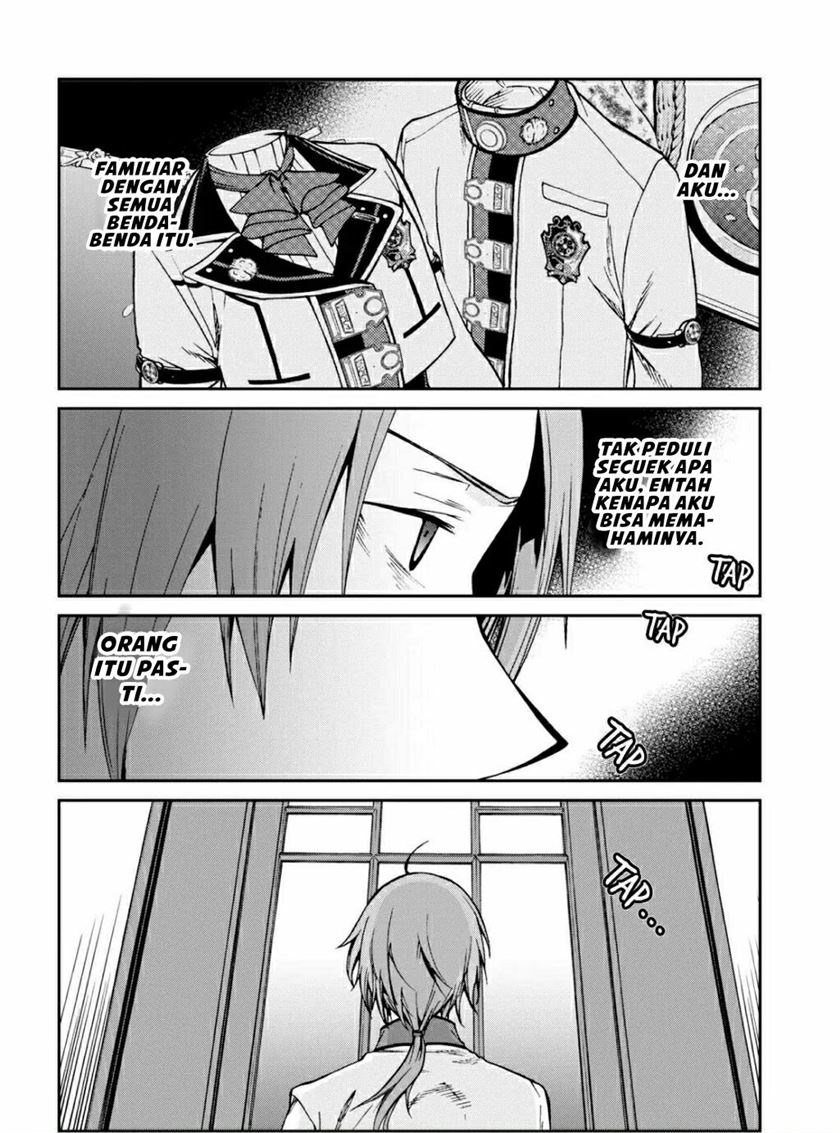 DAN
AKU...
FAMILIAR
DENGAN
SEMUA
BENDA-
BENDA ITU.
TAK PEDULI
SECUEK APA
AKU, ENTAH
KENAPA AKU
BISA MEMA-
HAMINYA.
TAP
TAP
ORANG
ITU PAS-
TI...
TAP
TAP...